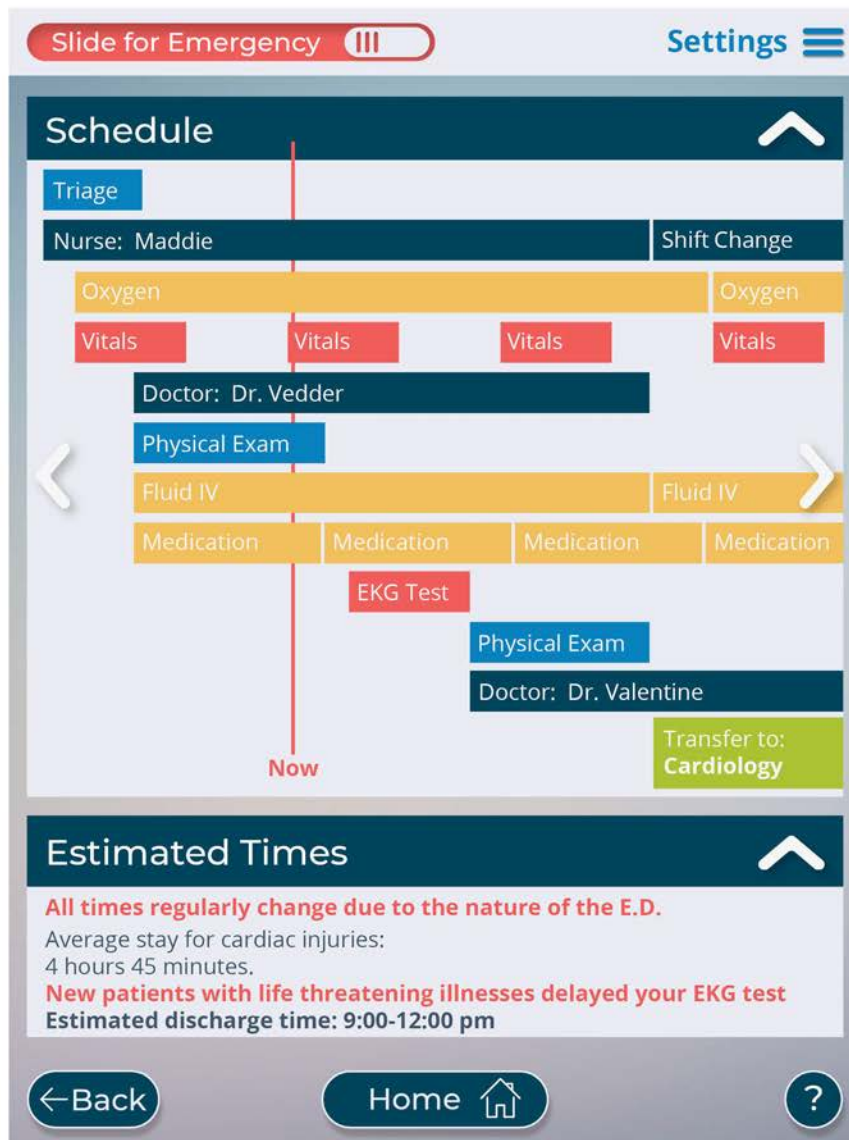 Slide for Emergency
Settings
Schedule
Triage
Nurse: Maddie
Shift Change
Oxygen
Oxygen
Vitals
Vitals
Vitals
Vitals
Doctor: Dr. Vedder
Physical Exam
Fluid IV
Fluid IV
Medication
Medication
Medication
Medication
EKG Test
Physical Exam
Doctor: Dr. Valentine
Transfer to:
Cardiology
Now
Estimated Times
All times regularly change due to the nature of the E.D.
Average stay for cardiac injuries:
4 hours 45 minutes.
New patients with life threatening illnesses delayed your EKG test
Estimated discharge time: 9:00-12:00 pm
Back
Home
?